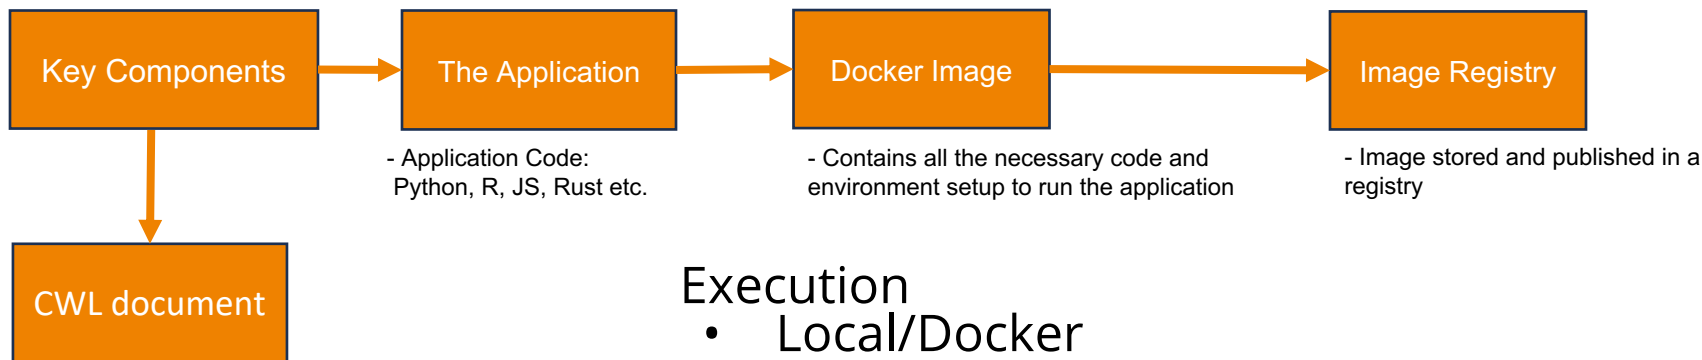 Key Components
The Application
Docker Image
Image Registry
- Application Code:
Python, R, JS, Rust etc.
- Contains all the necessary code and
environment setup to run the application
- Image stored and published in a
registry
CWL document
Execution
• Local/Docker